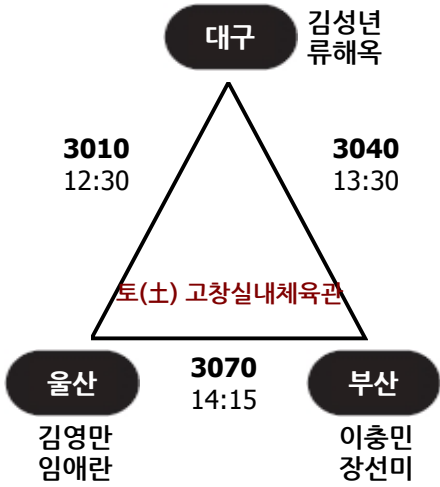 대구
김성년
류해옥
3010
12:30
3040
13:30
토(土) 고창실내체육관
울산
3070
14:15
부산
김영만
임애란
이충민
장선미